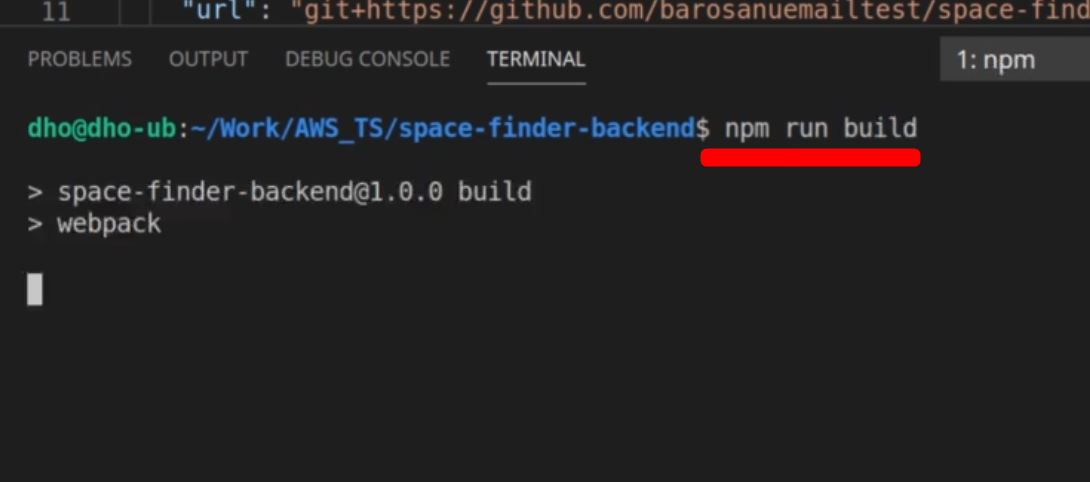 11 "url": "git+https://github.com/barosanuemailtest/space-find
PROBLEMS OUTPUT DEBUG CONSOLE TERMINAL 1: npm
dho@dho-ub:~/Work/AWS_TS/space-finder-backend$ npm run build
> space-finder-backend@1.0.0 build
> webpack